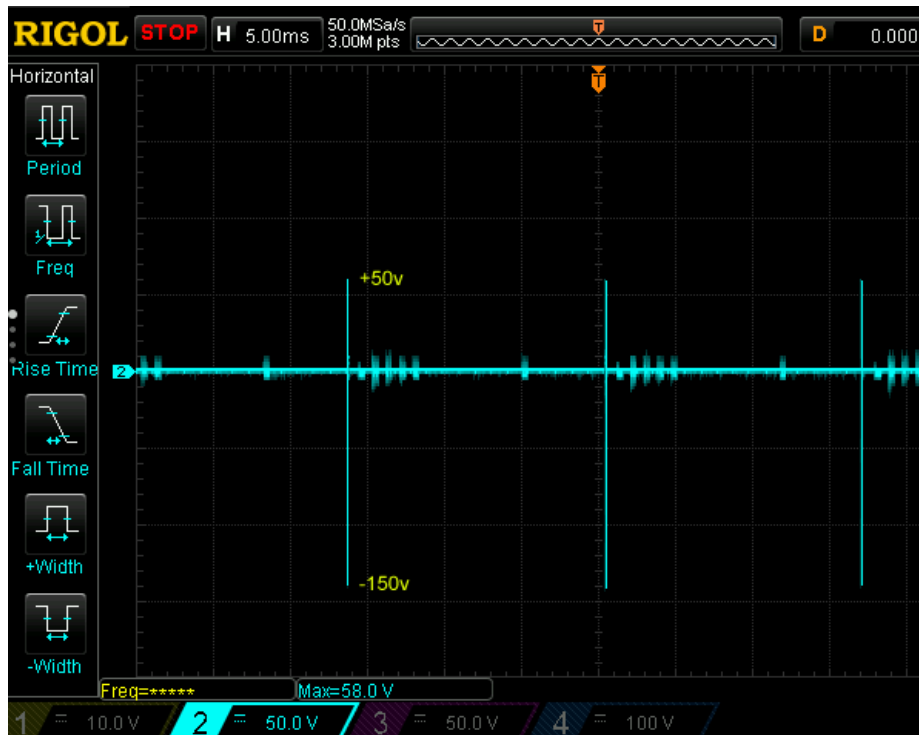 RIGOL STOP H 5.00ms 50.0MSa/s D 0.000
3.00M pts
T
Horizontal
T
Period
Freq
+50v
Rise Time
2
Fall Time
+Width
-150v
-Width
Freq=***** Max=58.0 V
1 = 10.0 V 2 = 50.0 V 3 = 50.0 V 4 = 100 V